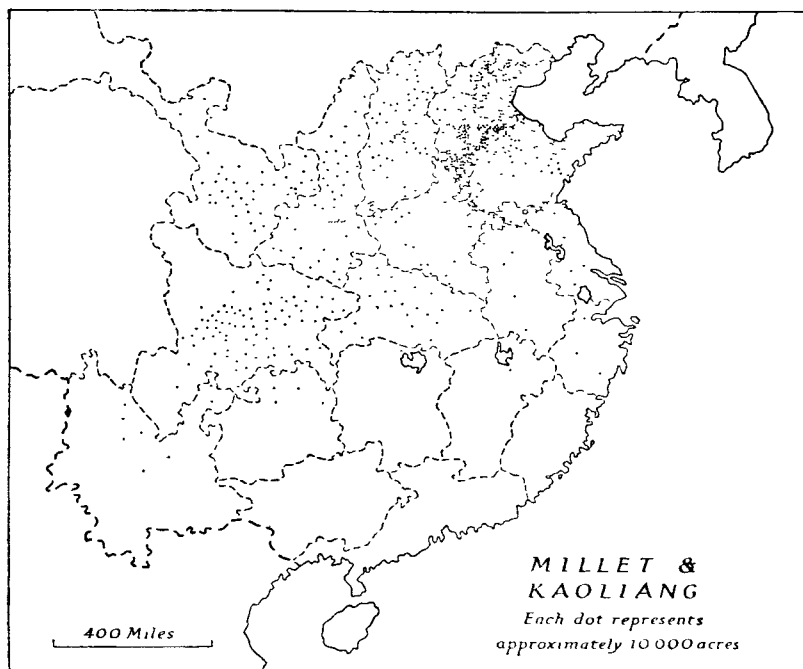 MILLET &
KAOLIANG
Each dot represents
approximately 10 000 acres
400 Miles